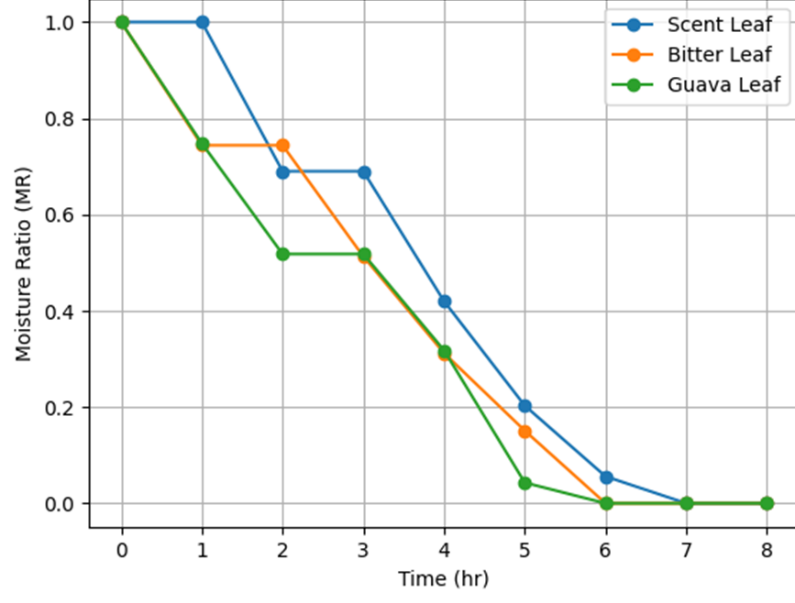 Scent Leaf
Bitter Leaf
Guava Leaf
1.0
0.8
0.6
0.4
0.2
0.0
Moisture Ratio (MR)
0 1 2 3 4 5 6 7 8
Time (hr)